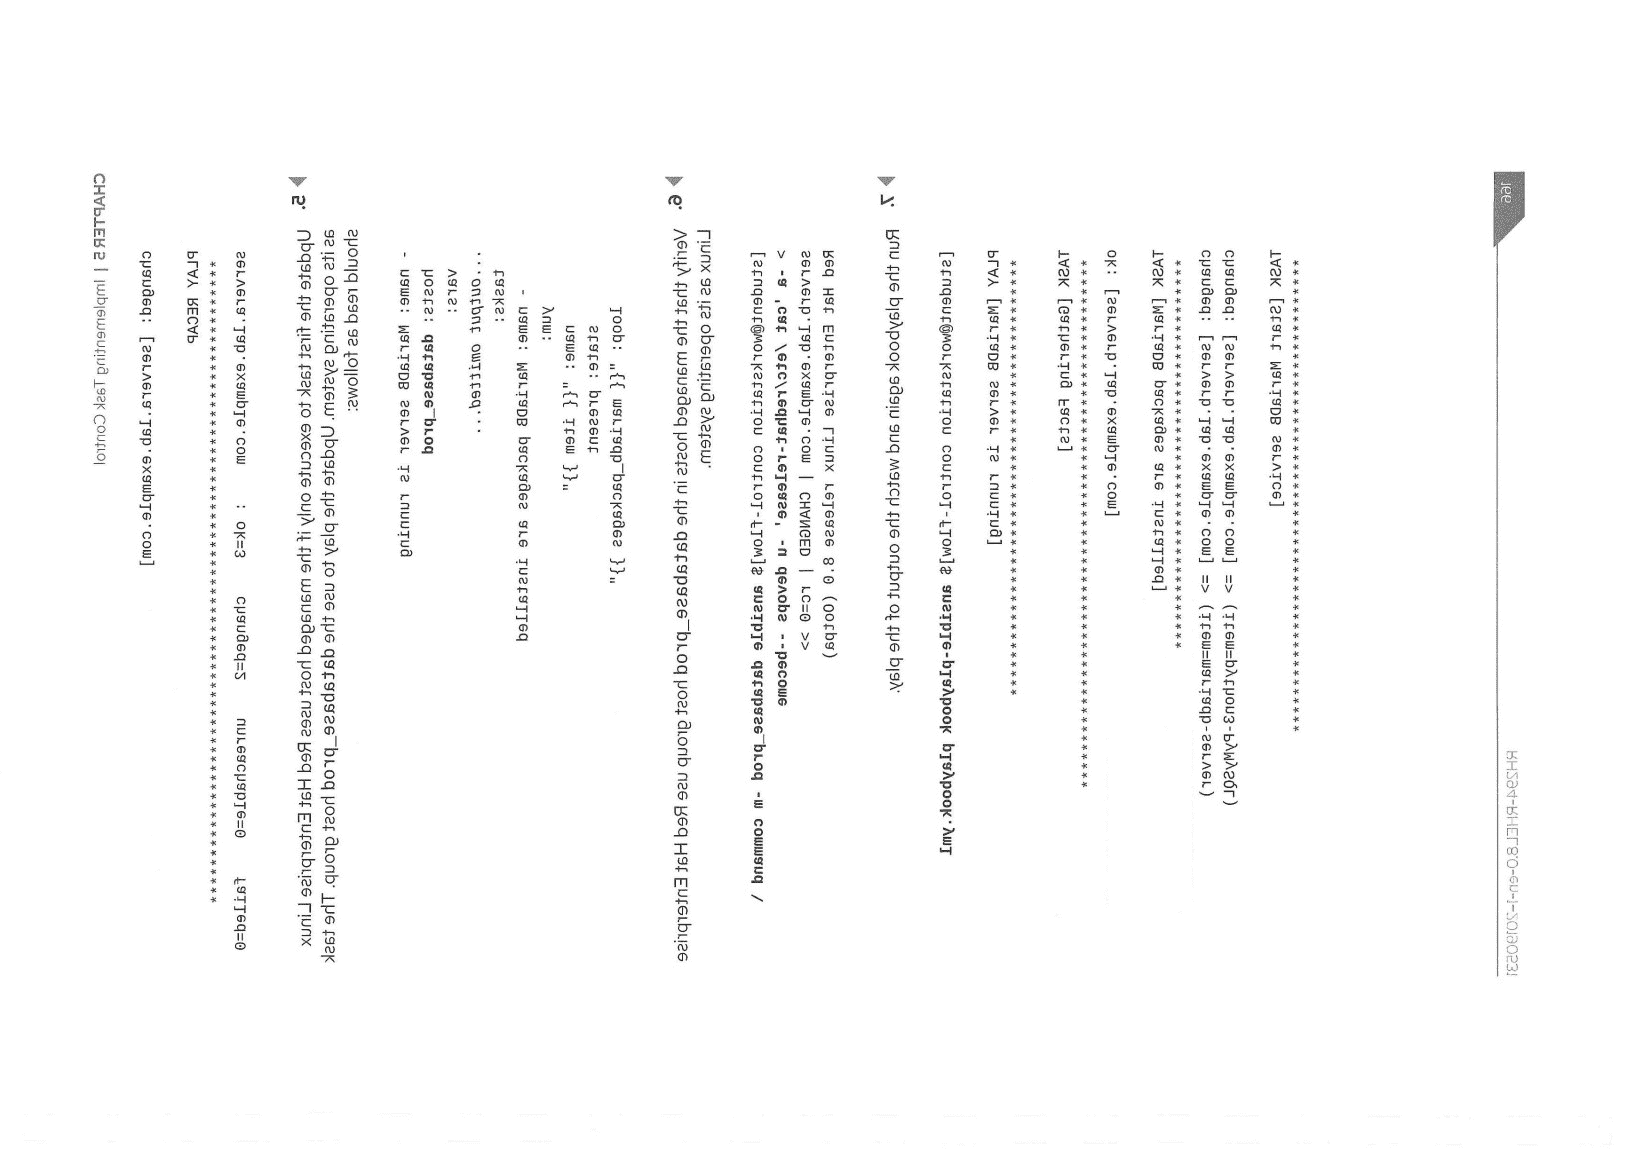 CHAPTER 5 | Implementing Task Control
changed: [servera.lab.example.com]
PLAY RECAP
***********************************************************************
servera.lab.example.com    : ok=3    changed=2    unreachable=0    failed=0
5. Update the first task to execute only if the managed host uses Red Hat Enterprise Linux
as its operating system. Update the play to use the database_prod host group. The task
should read as follows:
- name: MariaDB server is running
hosts: database_prod
vars:
...output omitted...
tasks:
- name: MariaDB packages are installed
yum:
name: "{{ item }}"
state: present
loop: "{{ mariadb_packages }}"
6. Verify that the managed hosts in the database_prod host group use Red Hat Enterprise
Linux as its operating system.
[student@workstation control-flow]$ ansible database_prod -m command \
> -a 'cat /etc/redhat-release' -u devops --become
serverb.lab.example.com | CHANGED | rc=0 >>
Red Hat Enterprise Linux release 8.0 (Ootpa)
7. Run the playbook again and watch the output of the play.
[student@workstation control-flow]$ ansible-playbook playbook.yml
PLAY [MariaDB server is running]
************************************************
TASK [Gathering Facts]
**********************************************************
ok: [serverb.lab.example.com]
TASK [MariaDB packages are installed]
*******************************************
changed: [serverb.lab.example.com] => (item=mariadb-server)
changed: [serverb.lab.example.com] => (item=python3-PyMySQL)
TASK [Start MariaDB service]
****************************************************
166
RH294-RHEL8.0-en-1-20190531